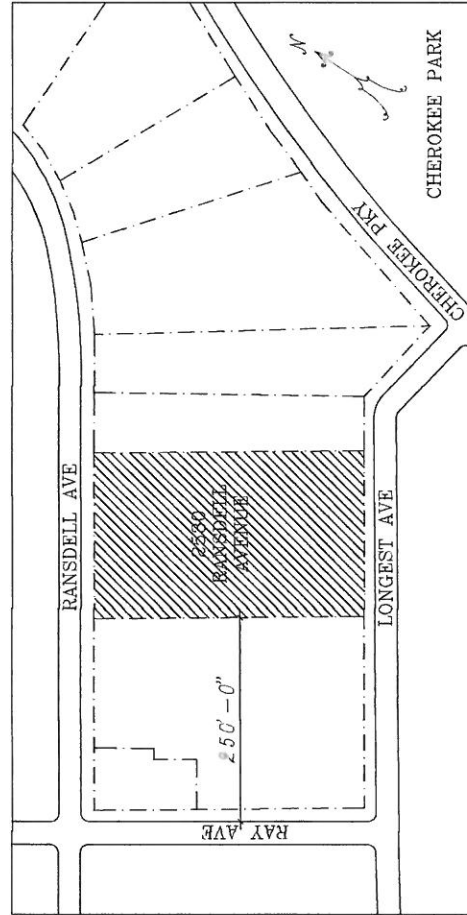 RANSDELL AVE
N
CHEROKEE PARK
CHEROKEE PKY
2530
RANSDELL
AVENUE
LONGEST AVE
250'-0"
RAY AVE